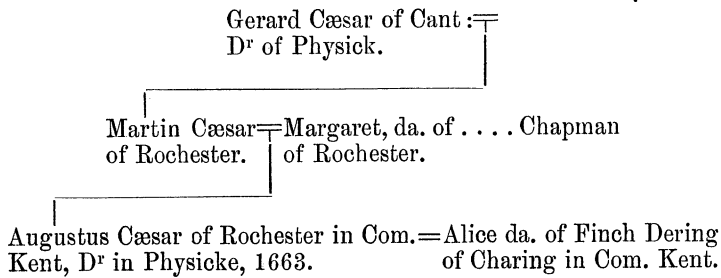 Gerard Cæsar of Cant :
Dʳ of Physick.
Martin Cæsar=Margaret, da. of . . . . Chapman
of Rochester. of Rochester.
Augustus Cæsar of Rochester in Com.=Alice da. of Finch Dering
Kent, Dʳ in Physicke, 1663. of Charing in Com. Kent.